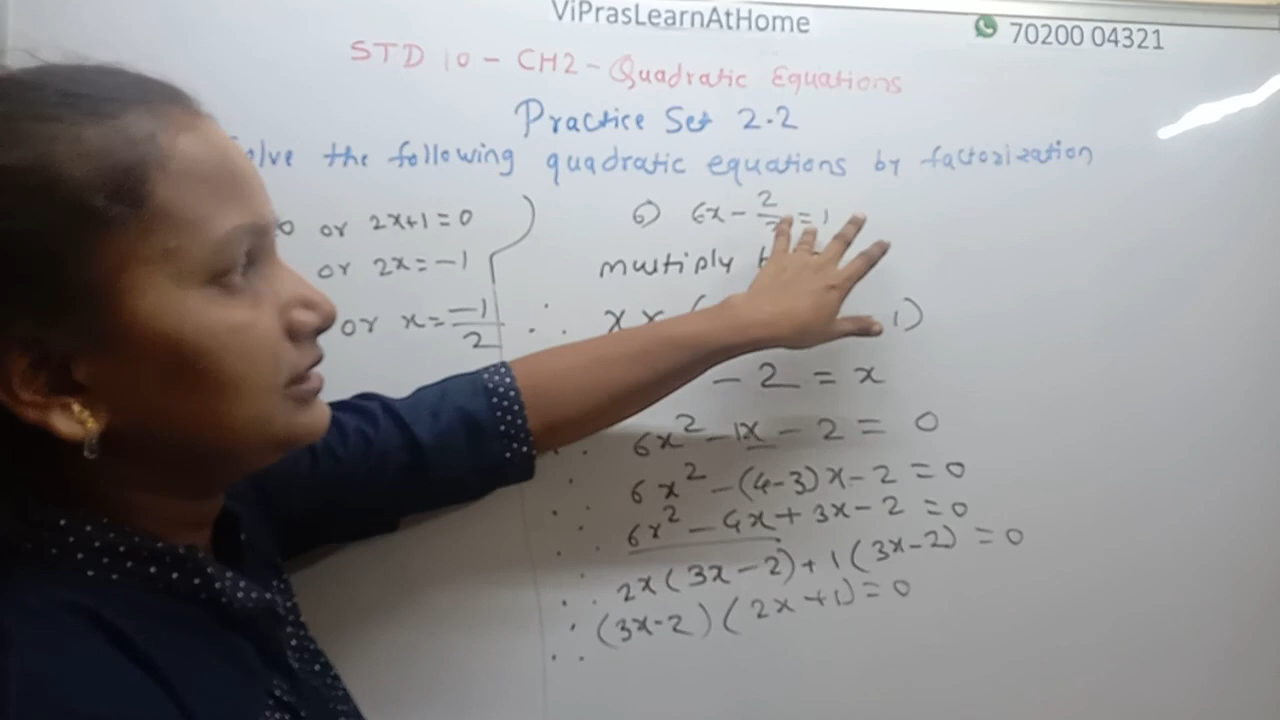 ViPrasLearnAtHome
70200 04321
STD 10 - CH2 - Quadratic Equations
Practice Set 2.2
the following quadratic equations by factorization
or 2x+1=0
or 2x=-1
or x=-1/2
6) 6x - 2/ =1
multiply
∴ x× ( 1)
- 2 = x
∴ 6x² - 1x - 2 = 0
∴ 6x² - (4-3)x - 2 = 0
∴ 6x² - 4x + 3x - 2 = 0
∴ 2x(3x-2) + 1(3x-2) = 0
∴ (3x-2)(2x+1) = 0
∴